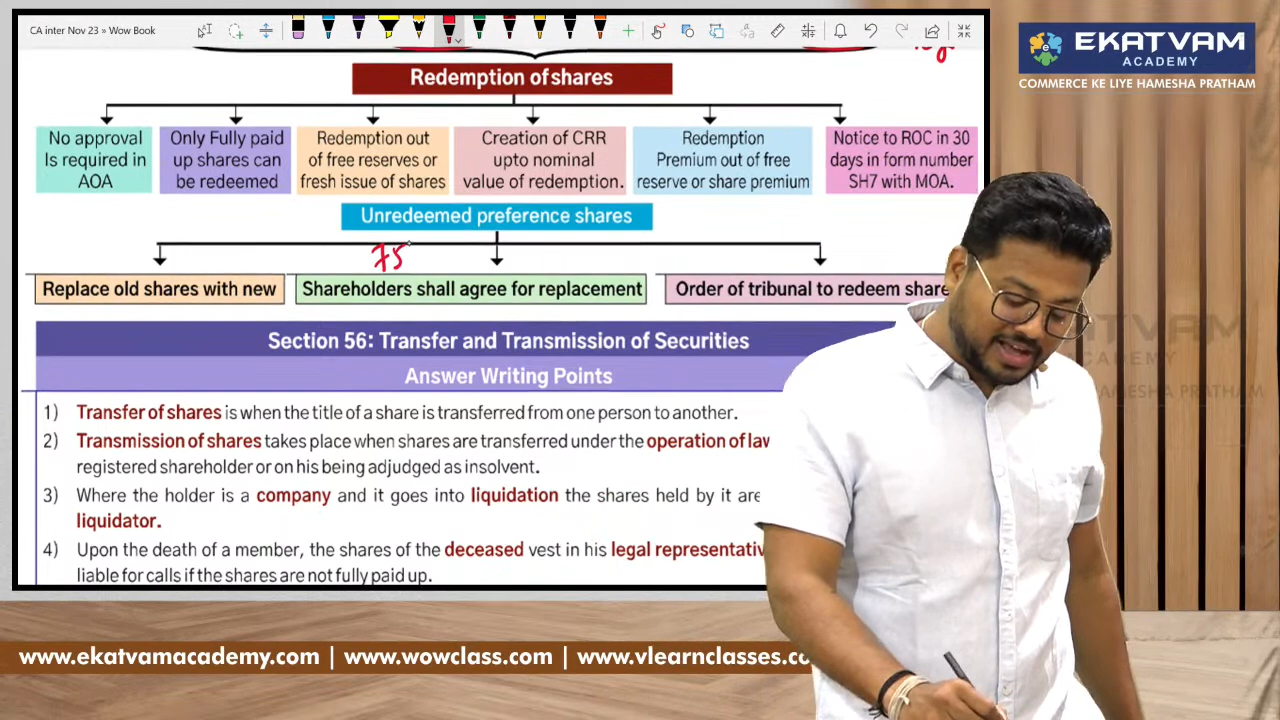 CA inter Nov 23 » Wow Book
EKATVAM
ACADEMY
COMMERCE KE LIYE HAMESHA PRATHAM
Redemption of shares
No approval
Is required in
AOA
Only Fully paid
up shares can
be redeemed
Redemption out
of free reserves or
fresh issue of shares
Creation of CRR
upto nominal
value of redemption.
Redemption
Premium out of free
reserve or share premium
Notice to ROC in 30
days in form number
SH7 with MOA.
Unredeemed preference shares
75
Replace old shares with new
Shareholders shall agree for replacement
Order of tribunal to redeem share
Section 56: Transfer and Transmission of Securities
Answer Writing Points
1) Transfer of shares is when the title of a share is transferred from one person to another.
2) Transmission of shares takes place when shares are transferred under the operation of law
registered shareholder or on his being adjudged as insolvent.
3) Where the holder is a company and it goes into liquidation the shares held by it are
liquidator.
4) Upon the death of a member, the shares of the deceased vest in his legal representativ
liable for calls if the shares are not fully paid up.
KATVAM
CADEMY
AMESHA PRATHAM
www.ekatvamacademy.com | www.wowclass.com | www.vlearnclasses.co